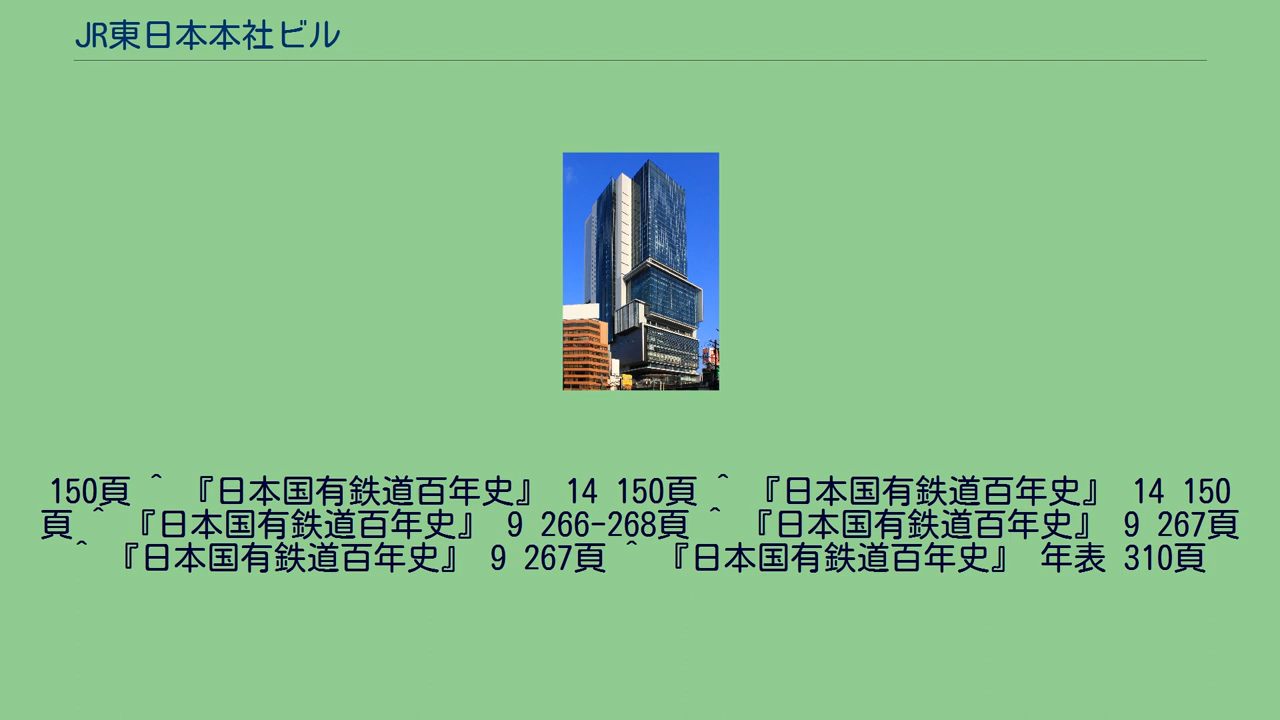 JR東日本本社ビル
150頁 ^ 『日本国有鉄道百年史』 14 150頁 ^ 『日本国有鉄道百年史』 14 150
頁 ^ 『日本国有鉄道百年史』 9 266-268頁 ^ 『日本国有鉄道百年史』 9 267頁
^ 『日本国有鉄道百年史』 9 267頁 ^ 『日本国有鉄道百年史』 年表 310頁